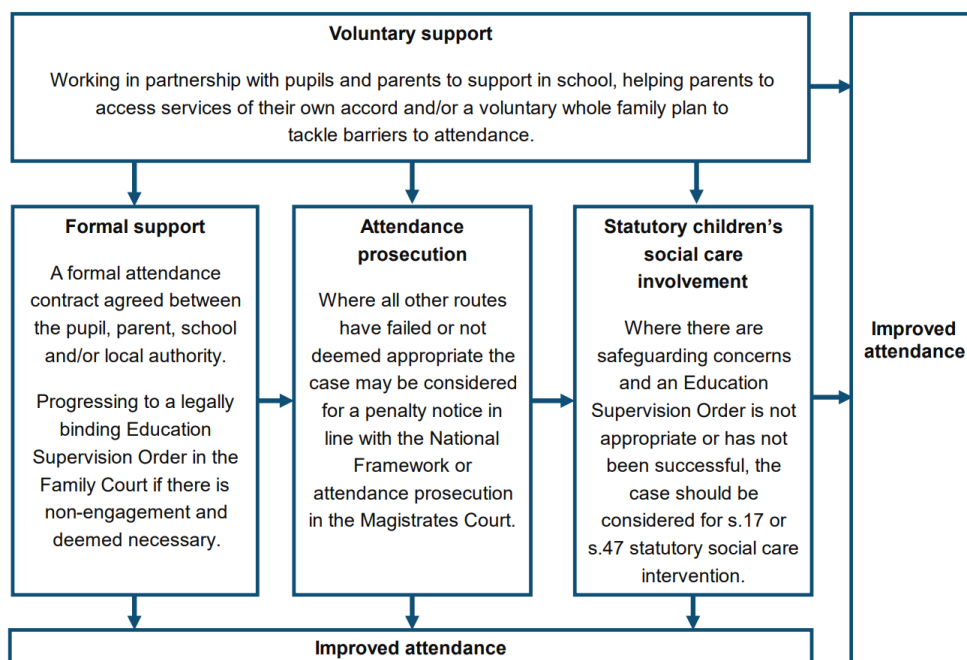 Voluntary support
Working in partnership with pupils and parents to support in school, helping parents to
access services of their own accord and/or a voluntary whole family plan to
tackle barriers to attendance.
Formal support
A formal attendance
contract agreed between
the pupil, parent, school
and/or local authority.
Progressing to a legally
binding Education
Supervision Order in the
Family Court if there is
non-engagement and
deemed necessary.
Attendance
prosecution
Where all other routes
have failed or not
deemed appropriate the
case may be considered
for a penalty notice in
line with the National
Framework or
attendance prosecution
in the Magistrates Court.
Statutory children’s
social care
involvement
Where there are
safeguarding concerns
and an Education
Supervision Order is not
appropriate or has not
been successful, the
case should be
considered for s.17 or
s.47 statutory social care
intervention.
Improved
attendance
Improved attendance